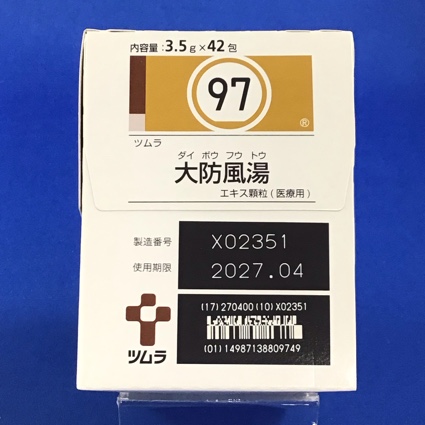 内容量：3.5g×42包
97
®
ツムラ
ダイ ボウ フウ トウ
大防風湯
エキス顆粒(医療用)
製造番号 X02351
使用期限 2027.04
(17)270400(10)X02351
(01)14987138809749
ツムラ